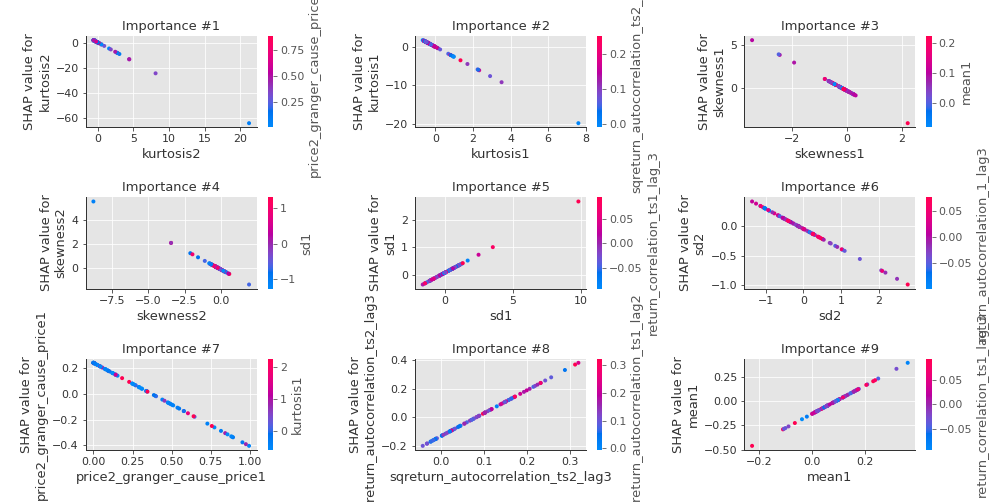 Importance #1
SHAP value for
kurtosis2
0
−20
−40
−60
0
5
10
15
20
kurtosis2
0.75
0.50
0.25
price2_granger_cause_price
Importance #2
SHAP value for
kurtosis1
0
−10
−20
0
2
4
6
8
kurtosis1
0.2
0.1
0.0
sqreturn_autocorrelation_ts2_
Importance #3
SHAP value for
skewness1
5
0
−2
0
2
skewness1
0.2
0.0
mean1
Importance #4
SHAP value for
skewness2
4
2
0
−7.5
−5.0
−2.5
0.0
skewness2
1
0
−1
sd1
Importance #5
SHAP value for
sd1
2
1
0
0
5
10
sd1
0.05
0.00
−0.05
return_correlation_ts1_lag_3
Importance #6
SHAP value for
sd2
0.0
−0.5
−1.0
−1
0
1
2
sd2
0.05
0.00
−0.05
return_autocorrelation_1_lag3
Importance #7
SHAP value for
price2_granger_cause_price1
0.2
0.0
−0.2
−0.4
0.00
0.25
0.50
0.75
1.00
price2_granger_cause_price1
2
1
0
kurtosis1
Importance #8
SHAP value for
return_autocorrelation_ts2_lag3
0.4
0.2
0.0
−0.2
0.0
0.1
0.2
0.3
sqreturn_autocorrelation_ts2_lag3
0.3
0.2
0.1
0.0
return_autocorrelation_ts1_lag2
Importance #9
SHAP value for
mean1
0.25
0.00
−0.25
−0.50
−0.2
0.0
0.2
mean1
0.05
0.00
−0.05
return_correlation_ts1_lag_3